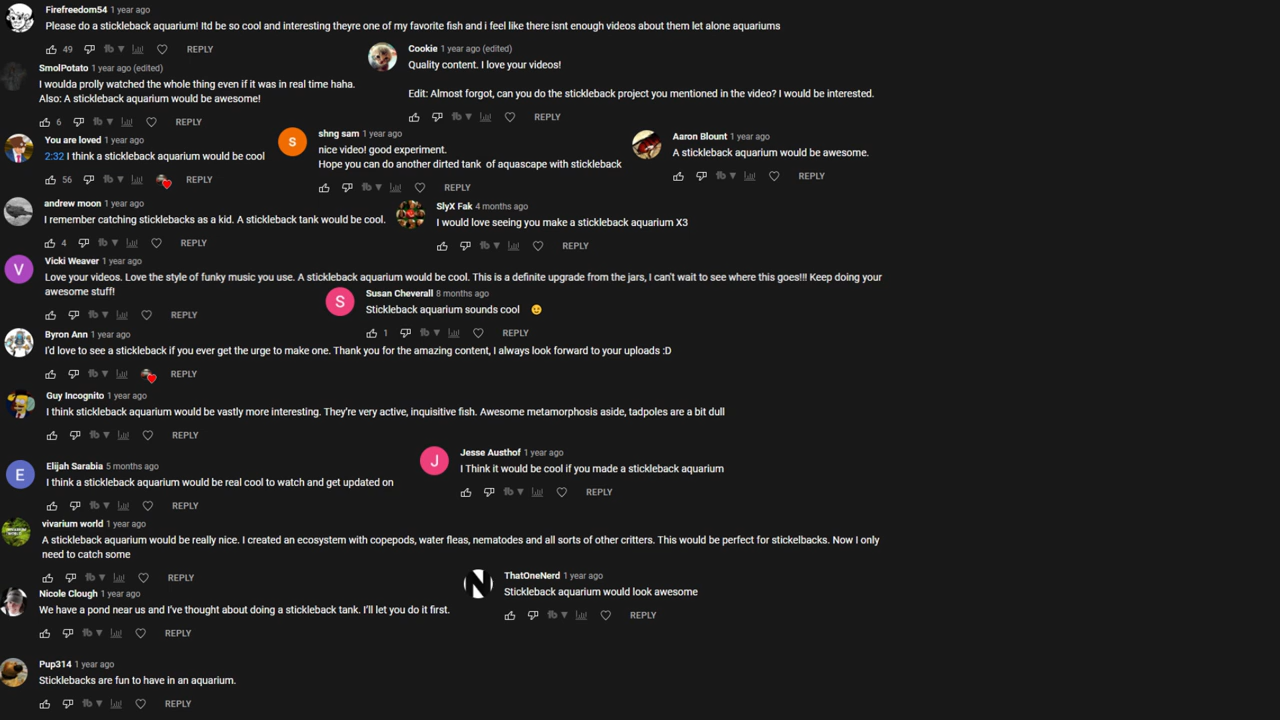 Firefreedom54 1 year ago
Please do a stickleback aquarium! Itd be so cool and interesting theyre one of my favorite fish and i feel like there isnt enough videos about them let alone aquariums
49 REPLY
Cookie 1 year ago (edited)
Quality content. I love your videos!
Edit: Almost forgot, can you do the stickleback project you mentioned in the video? I would be interested.
REPLY
SmolPotato 1 year ago (edited)
I woulda prolly watched the whole thing even if it was in real time haha.
Also: A stickleback aquarium would be awesome!
6 REPLY
You are loved 1 year ago
2:32 I think a stickleback aquarium would be cool
56 REPLY
shng sam 1 year ago
nice video! good experiment.
Hope you can do another dirted tank of aquascape with stickleback
REPLY
Aaron Blount 1 year ago
A stickleback aquarium would be awesome.
REPLY
andrew moon 1 year ago
I remember catching sticklebacks as a kid. A stickleback tank would be cool.
4 REPLY
SlyX Fak 4 months ago
I would love seeing you make a stickleback aquarium X3
REPLY
V
Vicki Weaver 1 year ago
Love your videos. Love the style of funky music you use. A stickleback aquarium would be cool. This is a definite upgrade from the jars, I can't wait to see where this goes!!! Keep doing your
awesome stuff!
REPLY
S
Susan Cheverall 8 months ago
Stickleback aquarium sounds cool
1 REPLY
Byron Ann 1 year ago
I'd love to see a stickleback if you ever get the urge to make one. Thank you for the amazing content, I always look forward to your uploads :D
REPLY
Guy Incognito 1 year ago
I think stickleback aquarium would be vastly more interesting. They're very active, inquisitive fish. Awesome metamorphosis aside, tadpoles are a bit dull
REPLY
E
Elijah Sarabia 5 months ago
I think a stickleback aquarium would be real cool to watch and get updated on
REPLY
J
Jesse Austhof 1 year ago
I Think it would be cool if you made a stickleback aquarium
REPLY
vivarium world 1 year ago
A stickleback aquarium would be really nice. I created an ecosystem with copepods, water fleas, nematodes and all sorts of other critters. This would be perfect for stickelbacks. Now I only
need to catch some
REPLY
N
ThatOneNerd 1 year ago
Stickleback aquarium would look awesome
REPLY
Nicole Clough 1 year ago
We have a pond near us and I've thought about doing a stickleback tank. I'll let you do it first.
REPLY
Pup314 1 year ago
Sticklebacks are fun to have in an aquarium.
REPLY